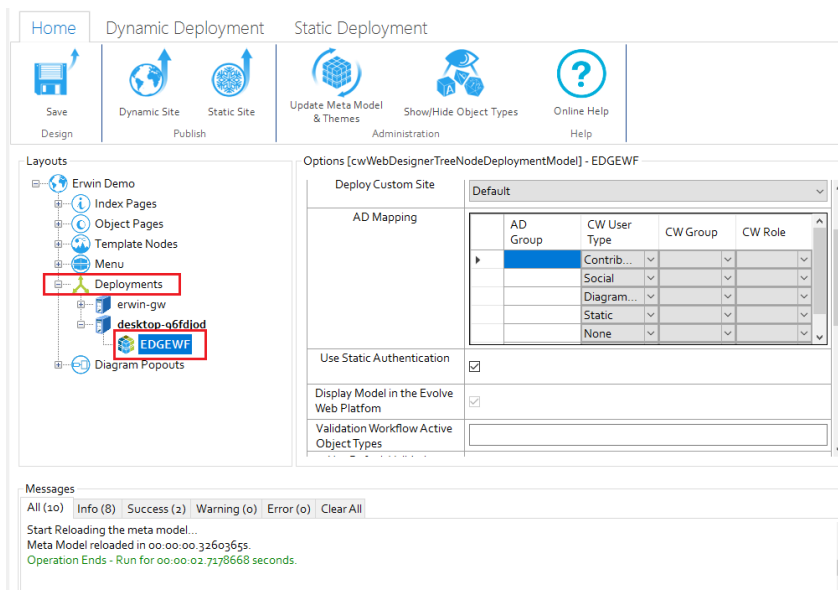 Home Dynamic Deployment Static Deployment
Save Dynamic Site Static Site Update Meta Model & Themes Show/Hide Object Types Online Help
Design Publish Administration Help
Layouts
Erwin Demo
Index Pages
Object Pages
Template Nodes
Menu
Deployments
erwin-gw
desktop-q6fdjod
EDGEWF
Diagram Popouts
Options [cwWebDesignerTreeNodeDeploymentModel] - EDGEWF
Deploy Custom Site Default
AD Mapping
AD Group CW User Type CW Group CW Role
Contrib...
Social
Diagram...
Static
None
Use Static Authentication
Display Model in the Evolve
Web Platfom
Validation Workflow Active
Object Types
Messages
All (10) Info (8) Success (2) Warning (0) Error (0) Clear All
Start Reloading the meta model...
Meta Model reloaded in 00:00:00.3260365s.
Operation Ends - Run for 00:00:02.7178668 seconds.